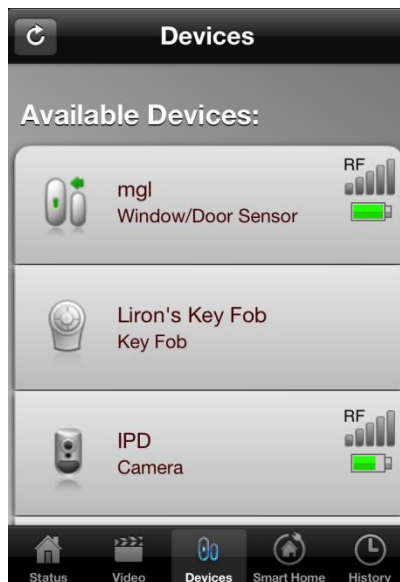 Devices
Available Devices:
RF
mgl
Window/Door Sensor
Liron's Key Fob
Key Fob
RF
IPD
Camera
Status Video Devices Smart Home History